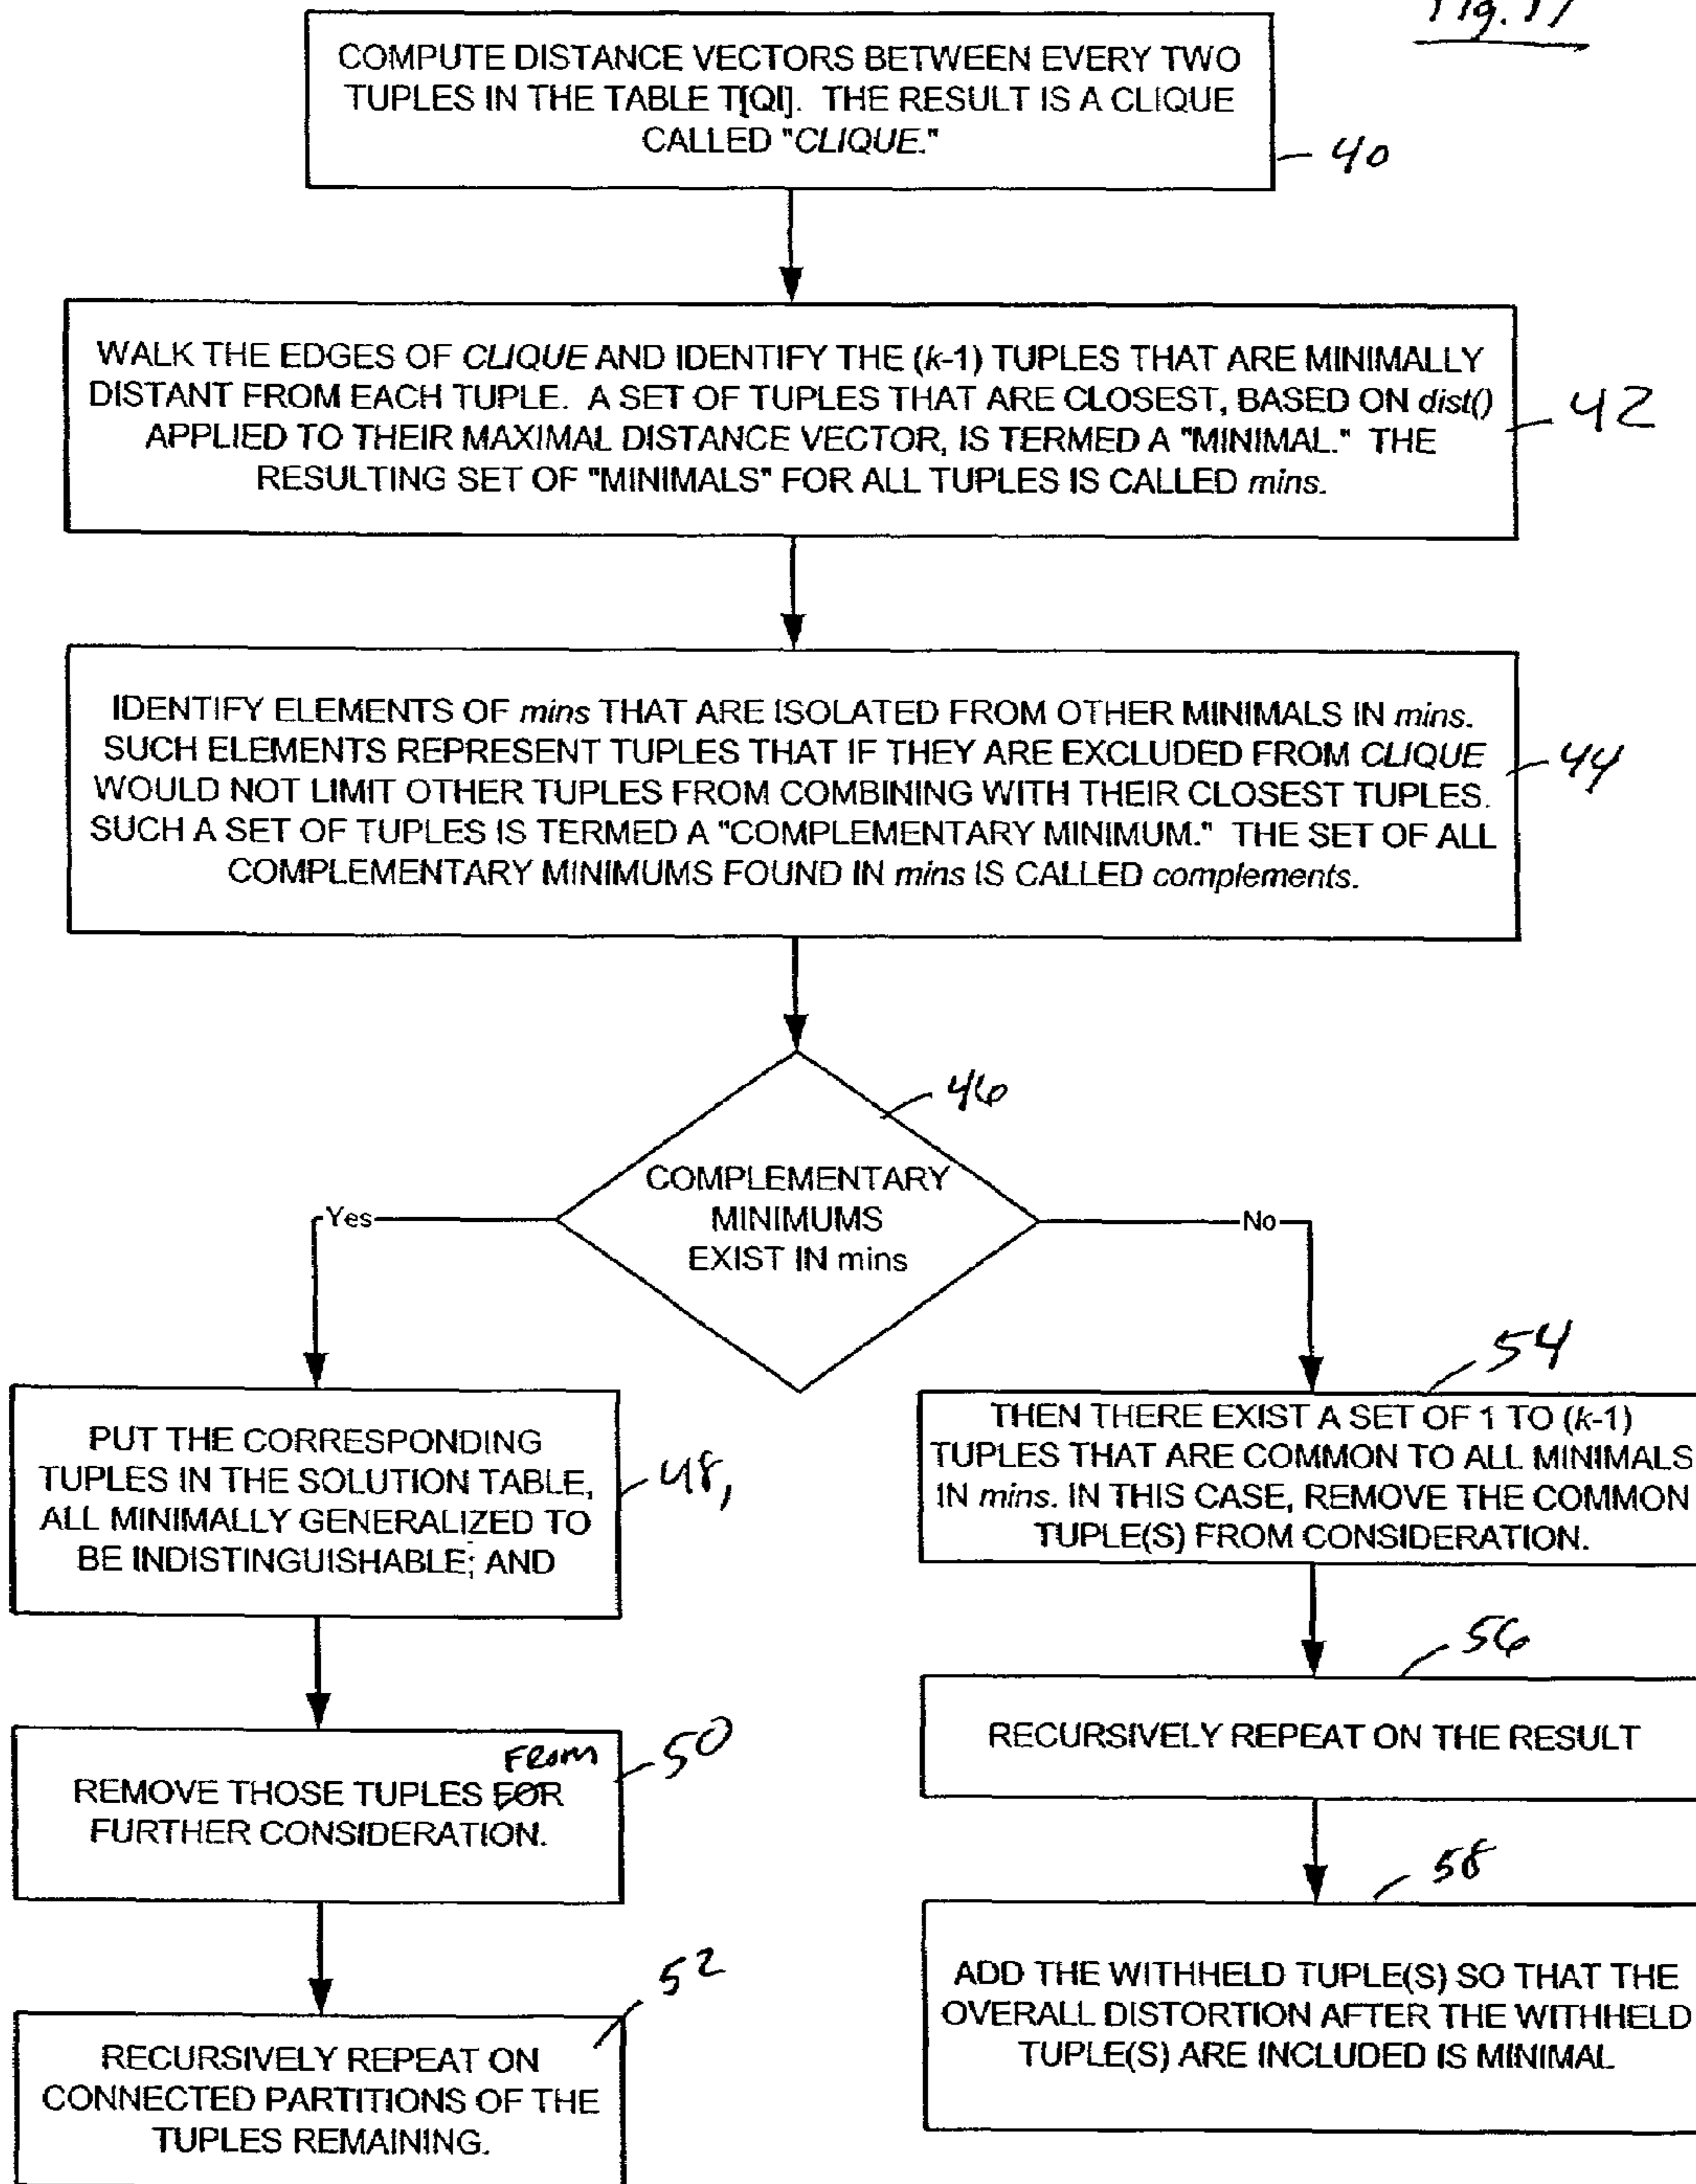 Fig. 17
COMPUTE DISTANCE VECTORS BETWEEN EVERY TWO
TUPLES IN THE TABLE T[QI]. THE RESULT IS A CLIQUE
CALLED "CLIQUE."
40
WALK THE EDGES OF CLIQUE AND IDENTIFY THE (k-1) TUPLES THAT ARE MINIMALLY
DISTANT FROM EACH TUPLE. A SET OF TUPLES THAT ARE CLOSEST, BASED ON dist()
APPLIED TO THEIR MAXIMAL DISTANCE VECTOR, IS TERMED A "MINIMAL." THE
RESULTING SET OF "MINIMALS" FOR ALL TUPLES IS CALLED mins.
42
IDENTIFY ELEMENTS OF mins THAT ARE ISOLATED FROM OTHER MINIMALS IN mins.
SUCH ELEMENTS REPRESENT TUPLES THAT IF THEY ARE EXCLUDED FROM CLIQUE
WOULD NOT LIMIT OTHER TUPLES FROM COMBINING WITH THEIR CLOSEST TUPLES.
SUCH A SET OF TUPLES IS TERMED A "COMPLEMENTARY MINIMUM." THE SET OF ALL
COMPLEMENTARY MINIMUMS FOUND IN mins IS CALLED complements.
44
46
COMPLEMENTARY
MINIMUMS
EXIST IN mins
Yes
No
PUT THE CORRESPONDING
TUPLES IN THE SOLUTION TABLE,
ALL MINIMALLY GENERALIZED TO
BE INDISTINGUISHABLE; AND
48,
FROM
REMOVE THOSE TUPLES FOR
FURTHER CONSIDERATION.
50
52
RECURSIVELY REPEAT ON
CONNECTED PARTITIONS OF THE
TUPLES REMAINING.
54
THEN THERE EXIST A SET OF 1 TO (k-1)
TUPLES THAT ARE COMMON TO ALL MINIMALS
IN mins. IN THIS CASE, REMOVE THE COMMON
TUPLE(S) FROM CONSIDERATION.
56
RECURSIVELY REPEAT ON THE RESULT
58
ADD THE WITHHELD TUPLE(S) SO THAT THE
OVERALL DISTORTION AFTER THE WITHHELD
TUPLE(S) ARE INCLUDED IS MINIMAL